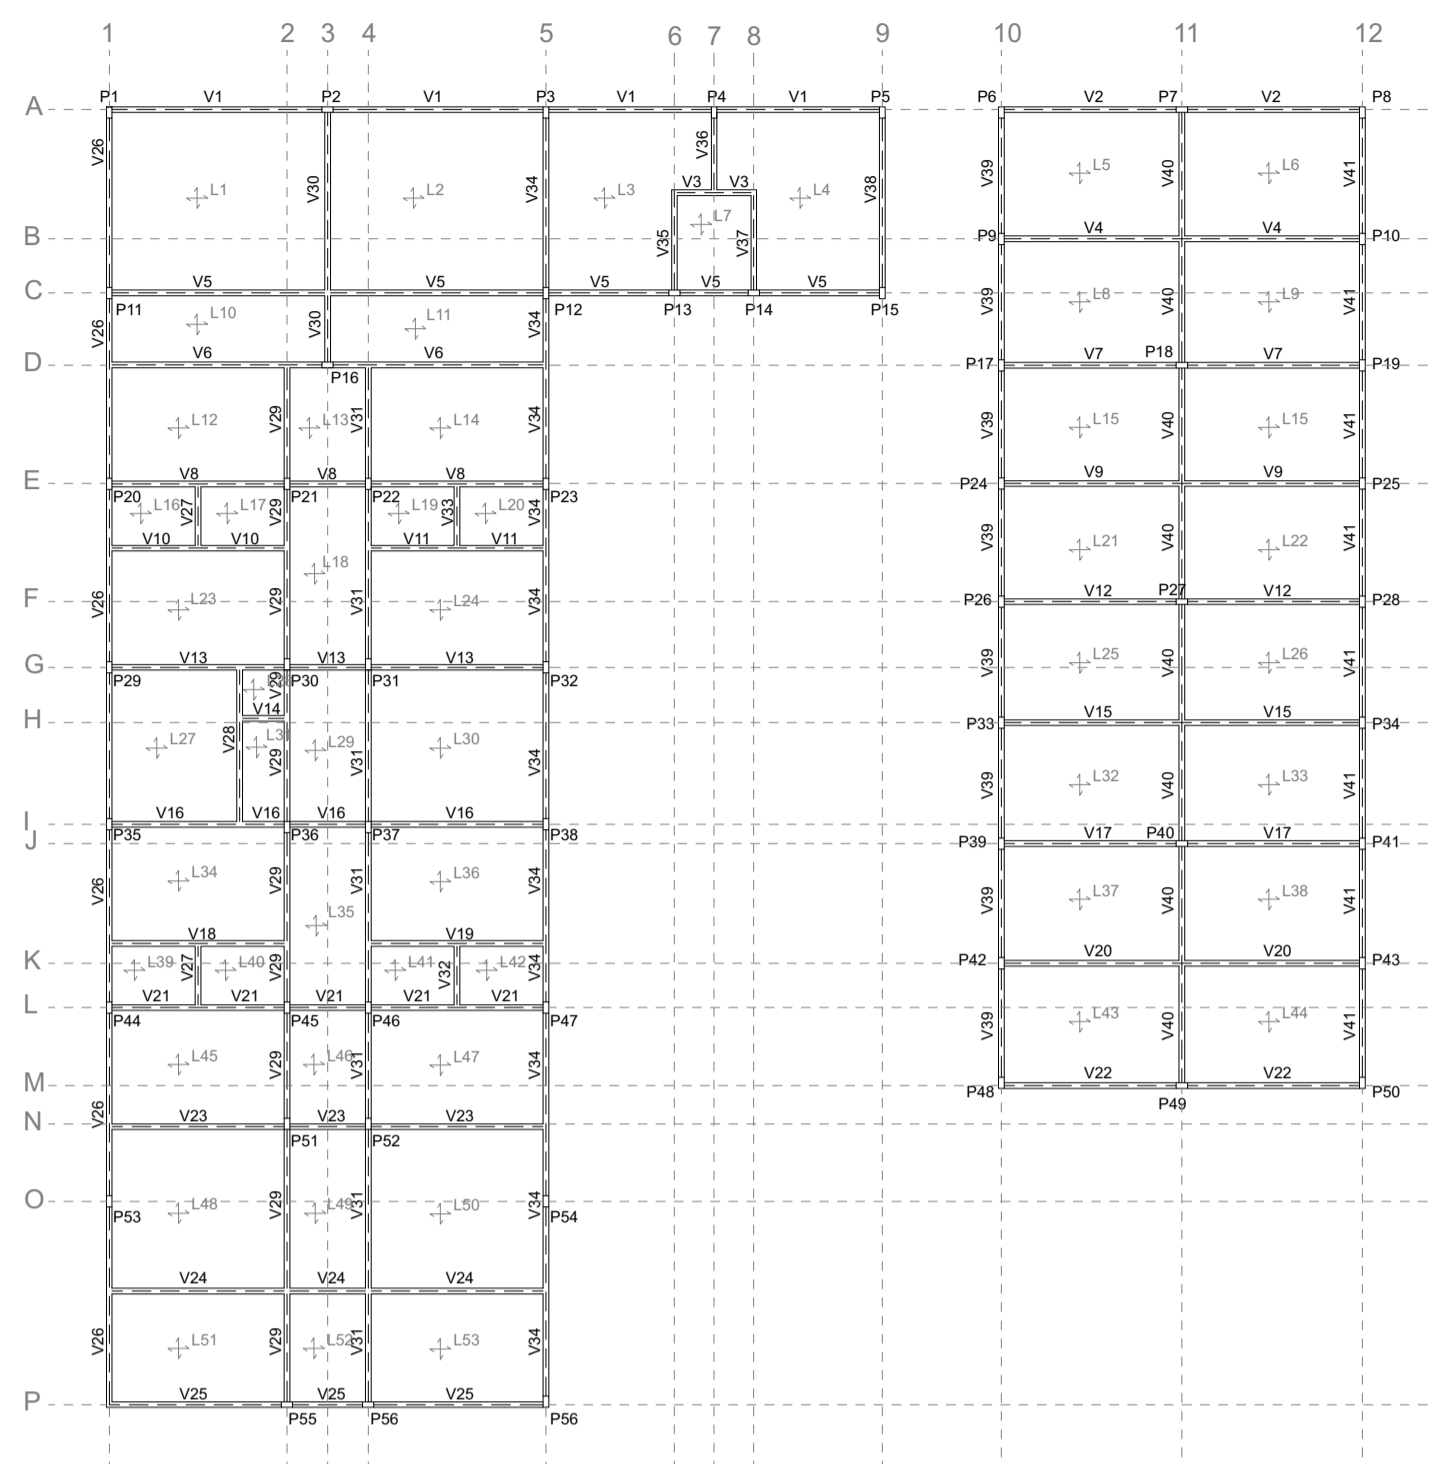 1 2 3 4 5 6 7 8 9 10 11 12
A P1 V1 P2 V1 P3 V1 P4 V1 P5 P6 V2 P7 V2 P8
V26 V36 V39 L5 V40 L6 V41
L1 V30 L2 V34 L3 V3 V3 L4 V38
L7
B V35 V37 P9 V4 V4 P10
C V5 V5 V5 V5 V5
P11 L10 V30 L11 V34 P12 P13 P14 P15 V39 L8 V40 L9 V41
V26
D V6 V6 P17 V7 P18 V7 P19
P16
L12 V29 L13 V31 L14 V34 V39 L15 V40 L15 V41
E V8 V8 V8 P24 V9 V9 P25
P20 L16 V27 L17 V29 P21 P22 L19 V33 L20 V34 P23
V10 V10 V11 V11 V39 L21 V40 L22 V41
L18
F V26 L23 V29 V31 L24 V34 P26 V12 P27 V12 P28
G V13 V13 V13 V39 L25 V40 L26 V41
P29 V29 P30 P31 P32
V14
H P33 V15 V15 P34
L27 V28 L31 V29 L29 V31 L30 V34
V39 L32 V40 L33 V41
I V16 V16 V16 V16
J P35 P36 P37 P38 P39 V17 P40 V17 P41
V26 L34 V29 V31 L36 V34 V39 L37 V40 L38 V41
L35
V18 V19
K L39 V27 L40 V29 L41 V32 L42 V34 P42 V20 V20 P43
L V21 V21 V21 V21 V21
P44 P45 P46 P47 V39 L43 V40 L44 V41
L45 V29 L46 V31 L47 V34
M V22 V22
P48 P49 P50
N V26 V23 V23 V23
P51 P52
O L48 V29 L49 V31 L50 V34
P53 P54
V24 V24 V24
V26 L51 V29 L52 V31 L53 V34
P V25 V25 V25
P55 P56 P56